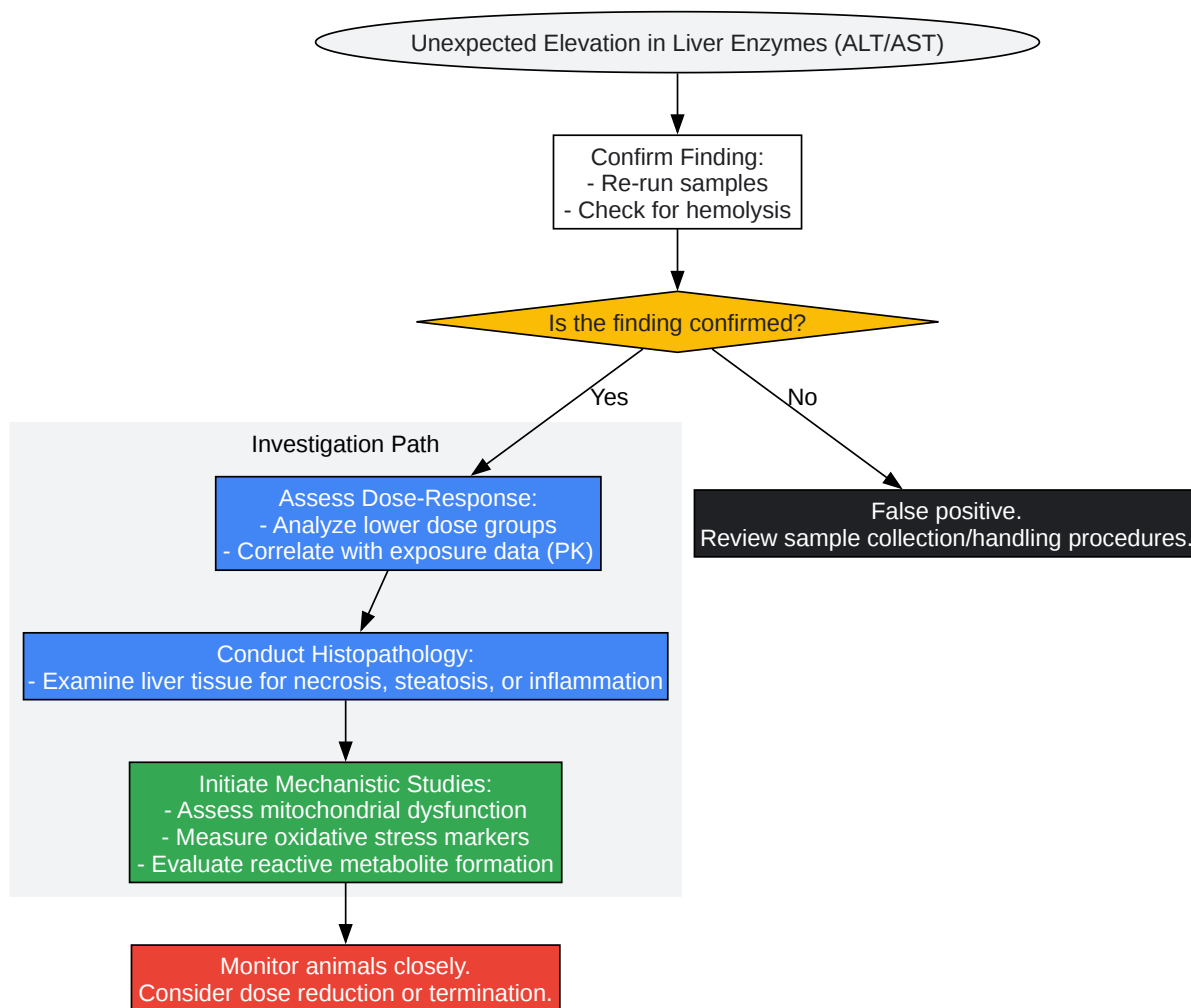 Unexpected Elevation in Liver Enzymes (ALT/AST)
Confirm Finding:
- Re-run samples
- Check for hemolysis
Is the finding confirmed?
Yes
No
Investigation Path
Assess Dose-Response:
- Analyze lower dose groups
- Correlate with exposure data (PK)
False positive.
Review sample collection/handling procedures.
Conduct Histopathology:
- Examine liver tissue for necrosis, steatosis, or inflammation
Initiate Mechanistic Studies:
- Assess mitochondrial dysfunction
- Measure oxidative stress markers
- Evaluate reactive metabolite formation
Monitor animals closely.
Consider dose reduction or termination.